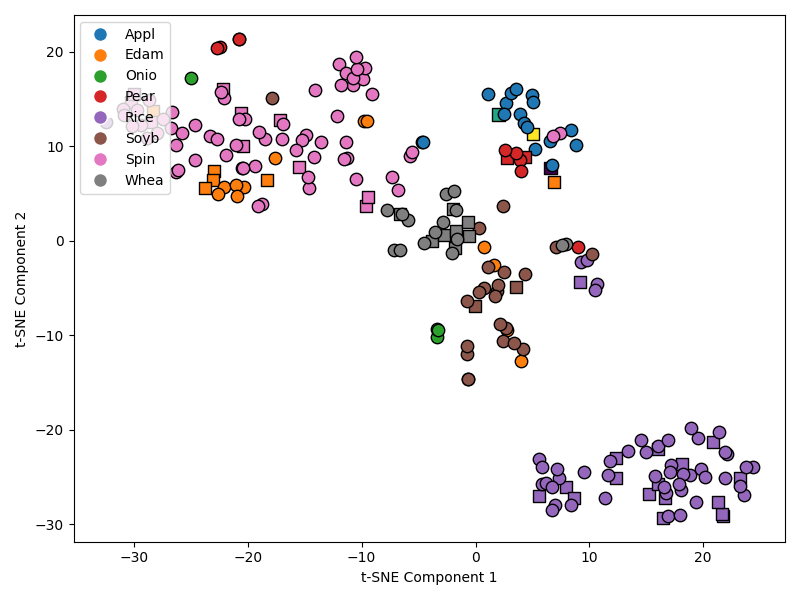 Appl
Edam
Onio
Pear
Rice
Soyb
Spin
Whea
20
10
0
−10
−20
−30
t-SNE Component 2
−30
−20
−10
0
10
20
t-SNE Component 1